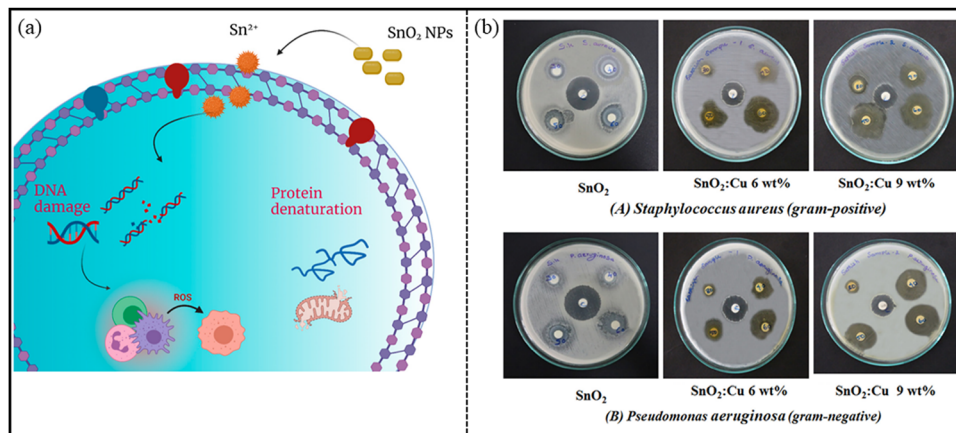 (a)
Sn²⁺
SnO₂ NPs
DNA
damage
Protein
denaturation
ROS
(b)
SnO₂
SnO₂:Cu 6 wt%
SnO₂:Cu 9 wt%
(A) Staphylococcus aureus (gram-positive)
SnO₂
SnO₂:Cu 6 wt%
SnO₂:Cu 9 wt%
(B) Pseudomonas aeruginosa (gram-negative)